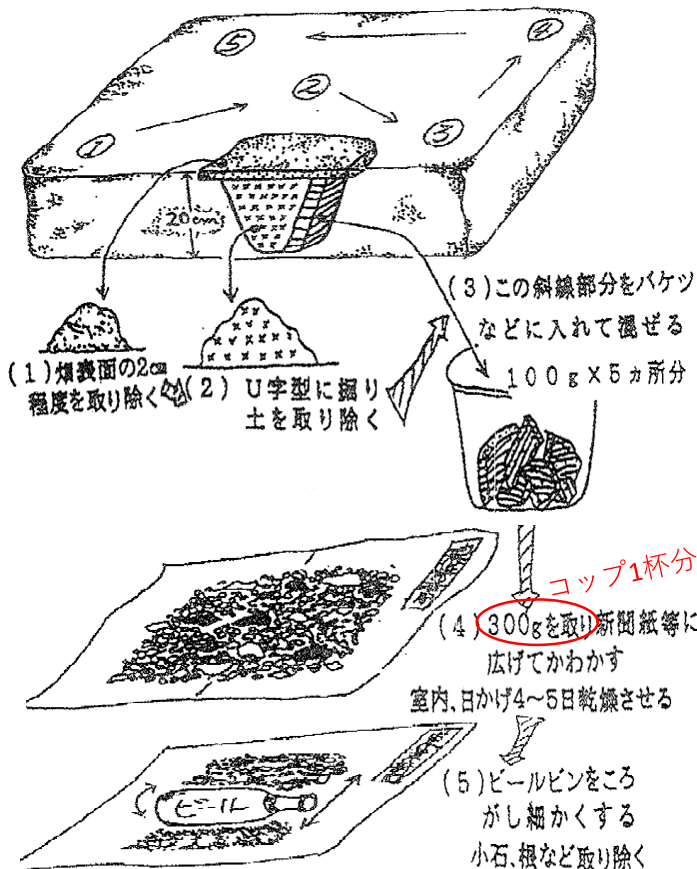 ⑤
④
②
①
③
20cm
(3)この斜線部分をバケツ
などに入れて混ぜる
100g×5ヵ所分
(1)畑表面の2cm
程度を取り除く
(2) U字型に掘り
土を取り除く
コップ1杯分
(4)300gを取り新聞紙等に
広げてかわかす
室内、日かげ4〜5日乾燥させる
(5)ビールビンをころ
がし細かくする
小石、根など取り除く
ビール